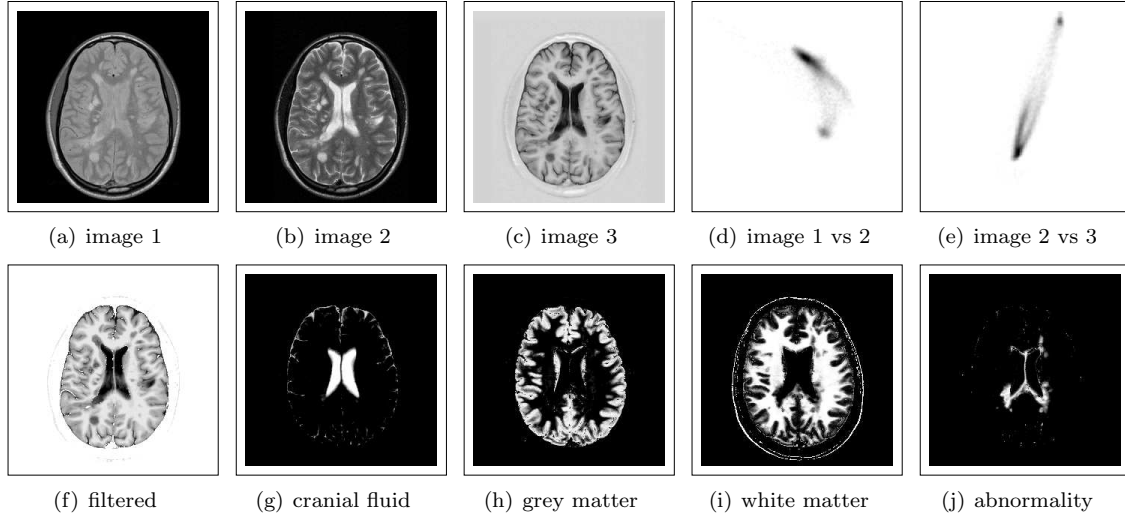 (a) image 1
(b) image 2
(c) image 3
(d) image 1 vs 2
(e) image 2 vs 3
(f) filtered
(g) cranial fluid
(h) grey matter
(i) white matter
(j) abnormality